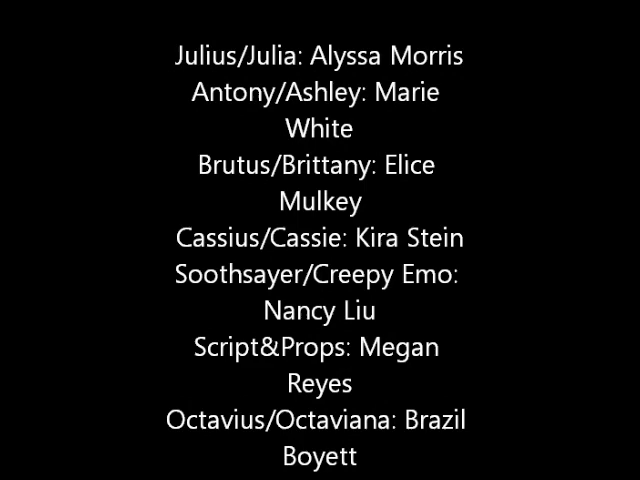 Julius/Julia: Alyssa Morris
Antony/Ashley: Marie
White
Brutus/Brittany: Elice
Mulkey
Cassius/Cassie: Kira Stein
Soothsayer/Creepy Emo:
Nancy Liu
Script&Props: Megan
Reyes
Octavius/Octaviana: Brazil
Boyett